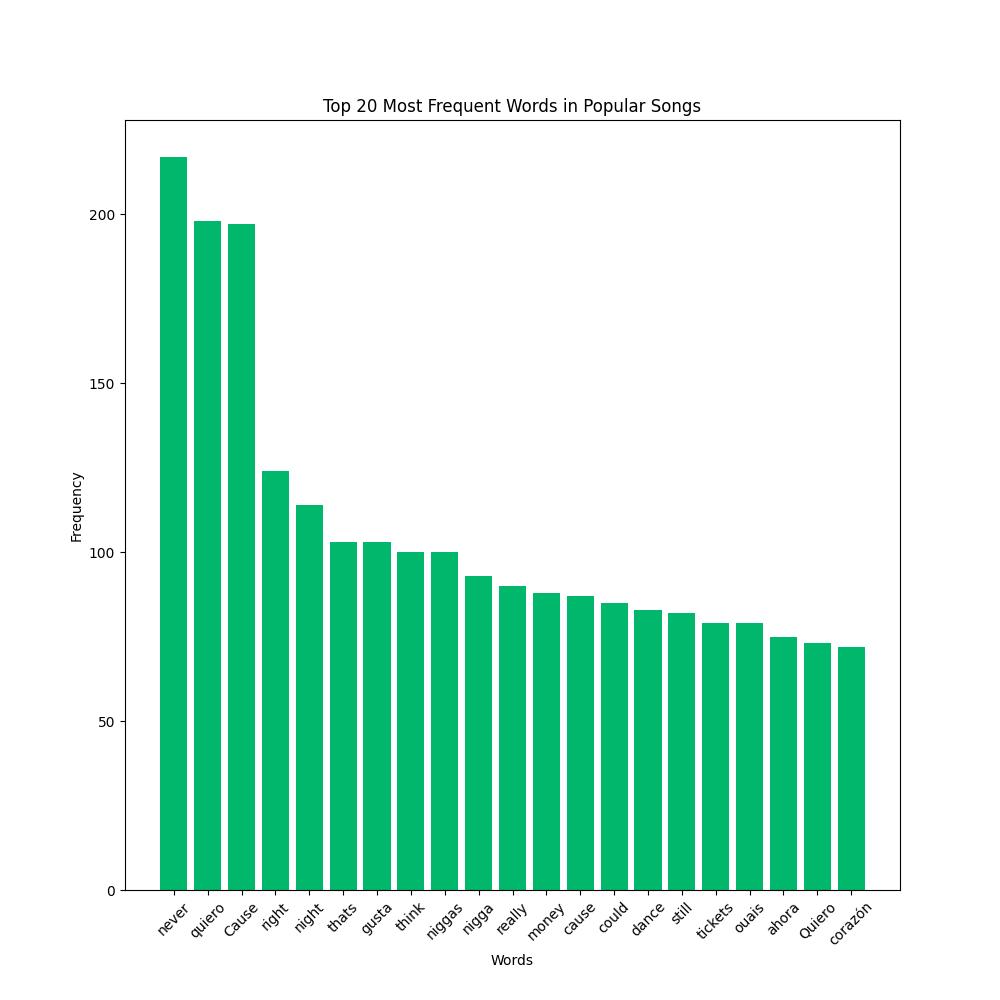 Top 20 Most Frequent Words in Popular Songs
200
150
100
50
0
Frequency
never
quiero
Cause
right
night
thats
gusta
think
niggas
nigga
really
money
cause
could
dance
still
tickets
ouais
ahora
Quiero
corazón
Words